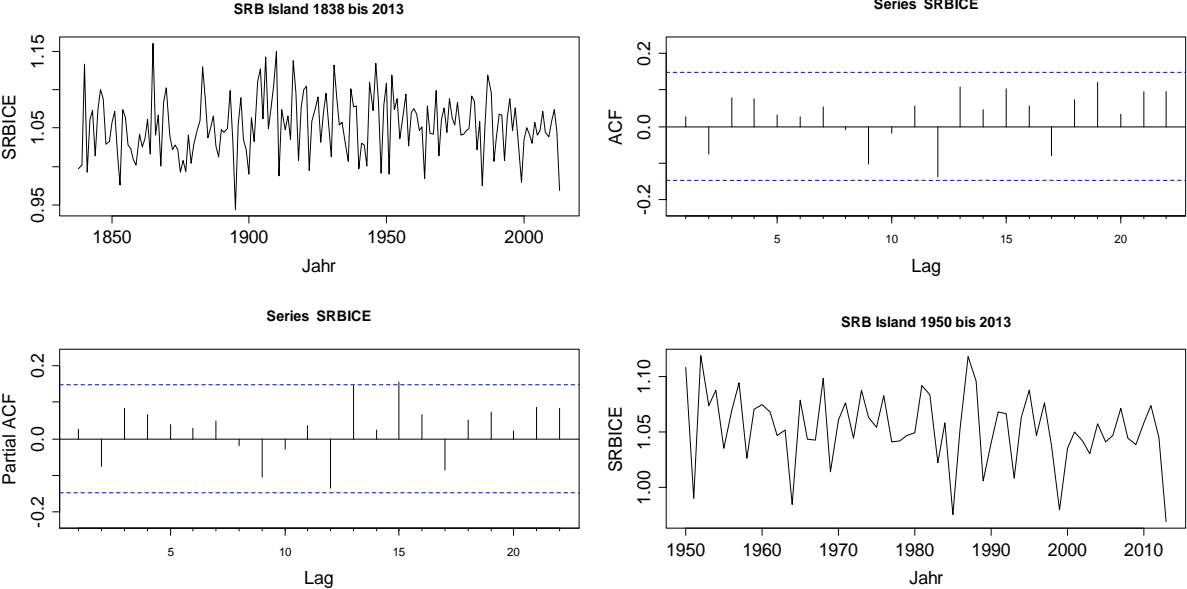 SRB Island 1838 bis 2013
SRBICE
0.95
1.05
1.15
1850
1900
1950
2000
Jahr
Series SRBICE
ACF
-0.2
0.0
0.2
5
10
15
20
Lag
Series SRBICE
Partial ACF
-0.2
0.0
0.2
5
10
15
20
Lag
SRB Island 1950 bis 2013
SRBICE
1.00
1.05
1.10
1950
1960
1970
1980
1990
2000
2010
Jahr